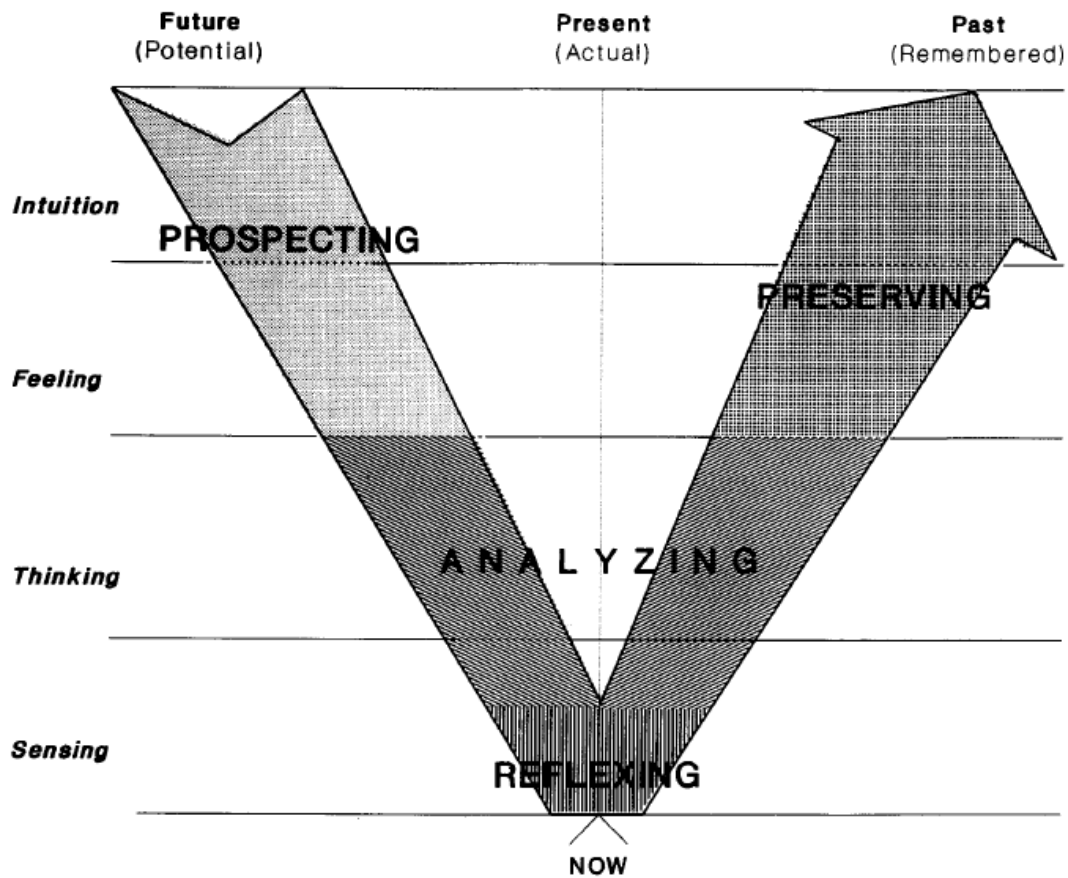 Future
(Potential)
Present
(Actual)
Past
(Remembered)
Intuition
PROSPECTING
PRESERVING
Feeling
ANALYZING
Thinking
Sensing
REFLEXING
NOW